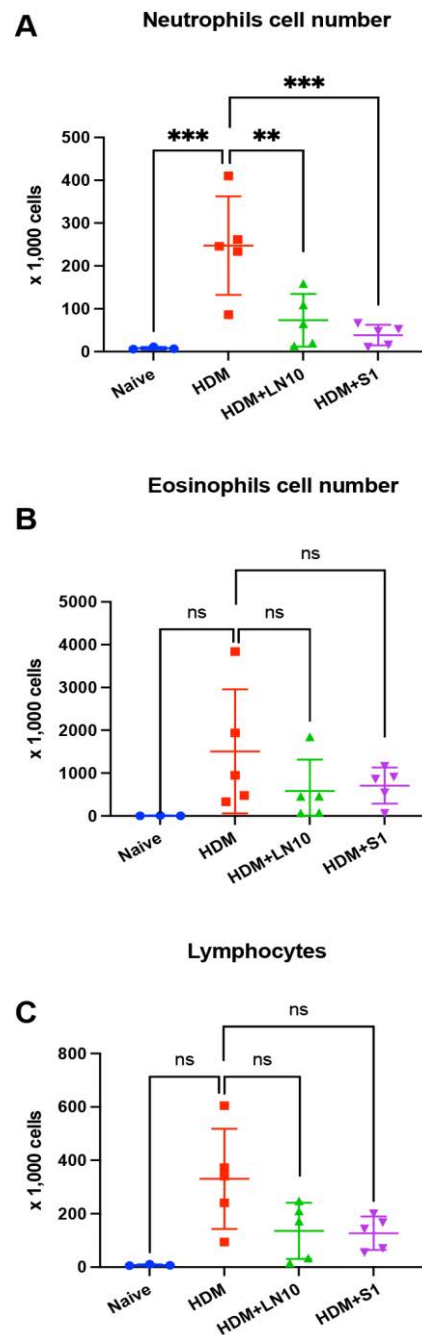 A
Neutrophils cell number
***
*** **
x 1,000 cells
500
400
300
200
100
0
Naive
HDM
HDM+LN10
HDM+S1
B
Eosinophils cell number
ns
ns ns
x 1,000 cells
5000
4000
3000
2000
1000
0
Naive
HDM
HDM+LN10
HDM+S1
C
Lymphocytes
ns
ns ns
x 1,000 cells
800
600
400
200
0
Naive
HDM
HDM+LN10
HDM+S1